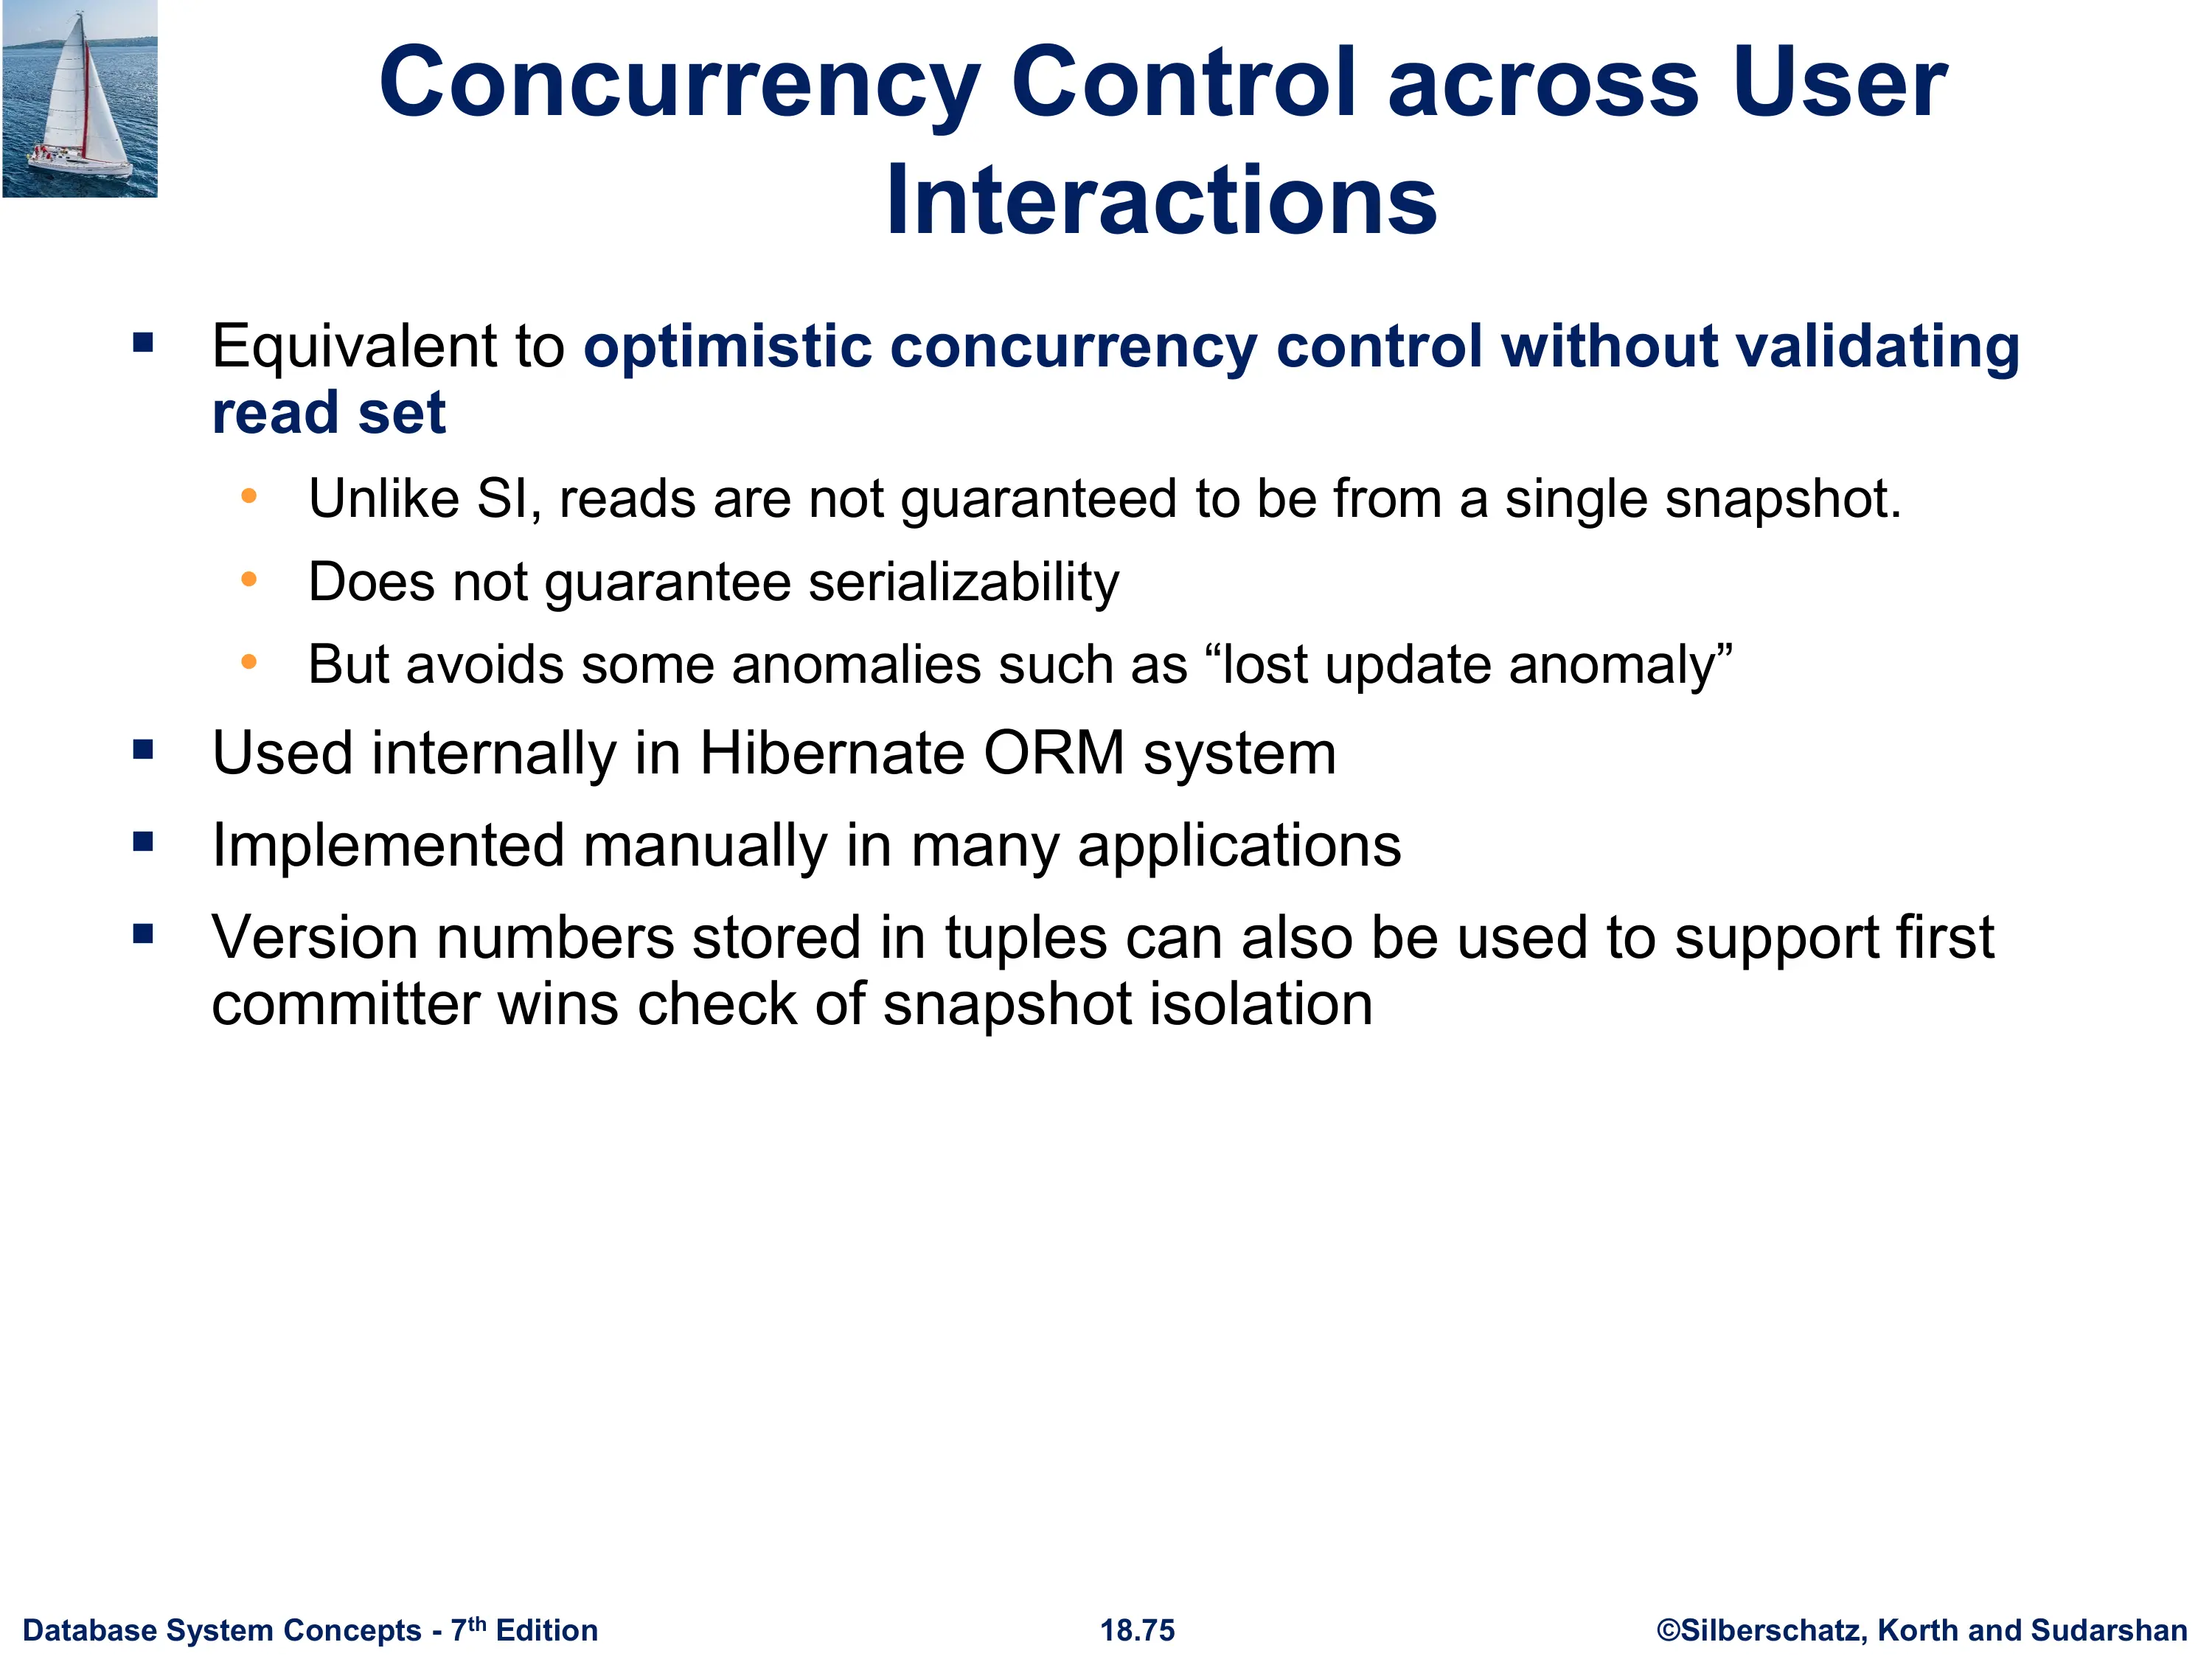 Concurrency Control across User
Interactions
▪ Equivalent to optimistic concurrency control without validating
read set
• Unlike SI, reads are not guaranteed to be from a single snapshot.
• Does not guarantee serializability
• But avoids some anomalies such as “lost update anomaly”
▪ Used internally in Hibernate ORM system
▪ Implemented manually in many applications
▪ Version numbers stored in tuples can also be used to support first
committer wins check of snapshot isolation
Database System Concepts - 7th Edition
18.75
©Silberschatz, Korth and Sudarshan